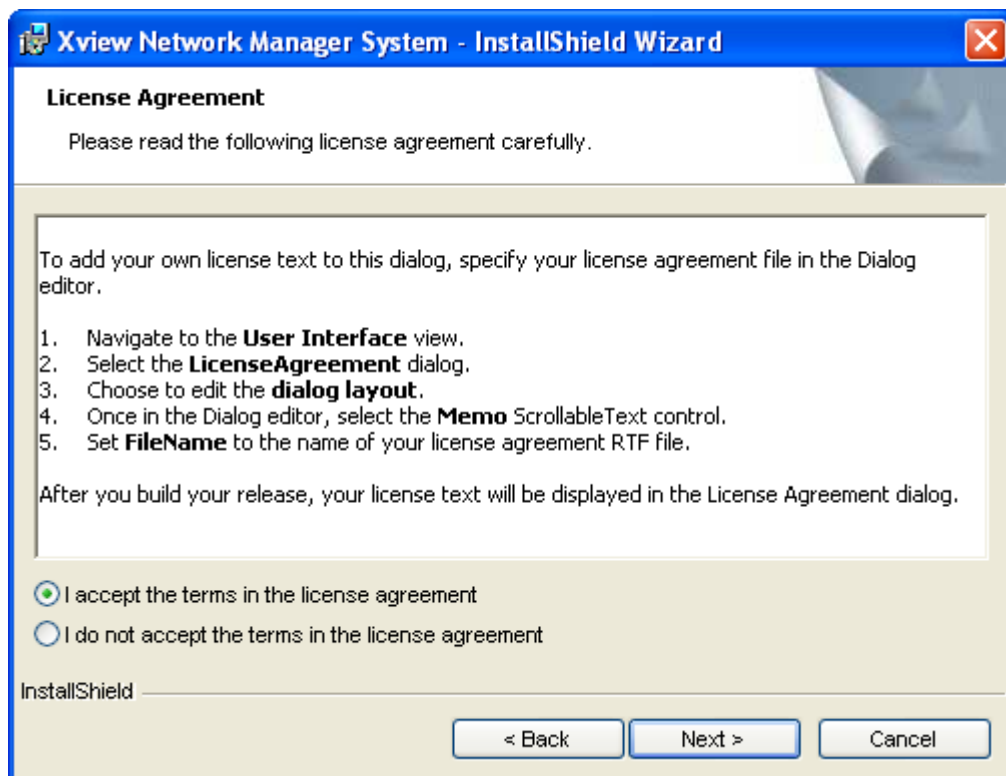 Xview Network Manager System - InstallShield Wizard
License Agreement
Please read the following license agreement carefully.
To add your own license text to this dialog, specify your license agreement file in the Dialog
editor.
1. Navigate to the User Interface view.
2. Select the LicenseAgreement dialog.
3. Choose to edit the dialog layout.
4. Once in the Dialog editor, select the Memo ScrollableText control.
5. Set FileName to the name of your license agreement RTF file.
After you build your release, your license text will be displayed in the License Agreement dialog.
I accept the terms in the license agreement
I do not accept the terms in the license agreement
InstallShield
< Back Next > Cancel